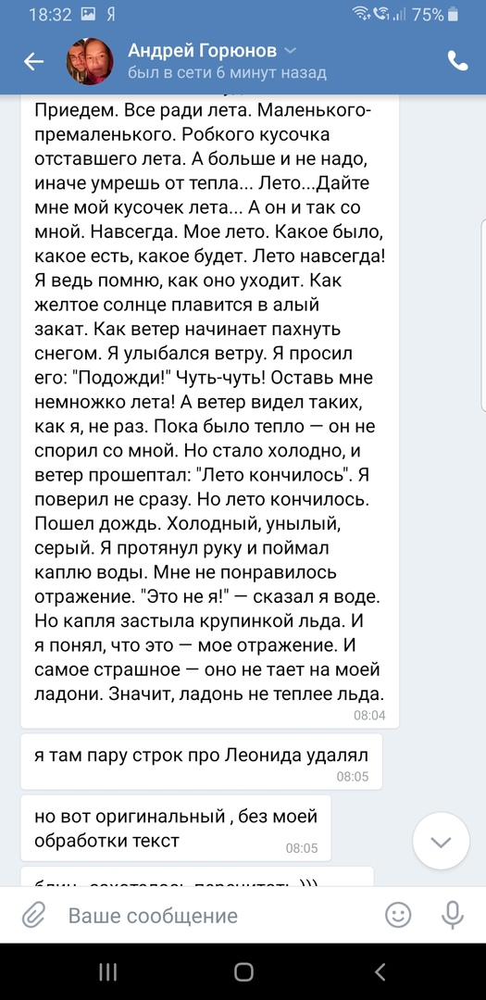 18:32 Я 75%
Андрей Горюнов
был в сети 6 минут назад
Приедем. Все ради лета. Маленького-
премаленького. Робкого кусочка
отставшего лета. А больше и не надо,
иначе умрешь от тепла... Лето...Дайте
мне мой кусочек лета... А он и так со
мной. Навсегда. Мое лето. Какое было,
какое есть, какое будет. Лето навсегда!
Я ведь помню, как оно уходит. Как
желтое солнце плавится в алый
закат. Как ветер начинает пахнуть
снегом. Я улыбался ветру. Я просил
его: "Подожди!" Чуть-чуть! Оставь мне
немножко лета! А ветер видел таких,
как я, не раз. Пока было тепло — он не
спорил со мной. Но стало холодно, и
ветер прошептал: "Лето кончилось". Я
поверил не сразу. Но лето кончилось.
Пошел дождь. Холодный, унылый,
серый. Я протянул руку и поймал
каплю воды. Мне не понравилось
отражение. "Это не я!" — сказал я воде.
Но капля застыла крупинкой льда. И
я понял, что это — мое отражение. И
самое страшное — оно не тает на моей
ладони. Значит, ладонь не теплее льда.
08:04
я там пару строк про Леонида удалял
08:05
но вот оригинальный , без моей
обработки текст
08:05
блин захотелось перечитать )))
Ваше сообщение